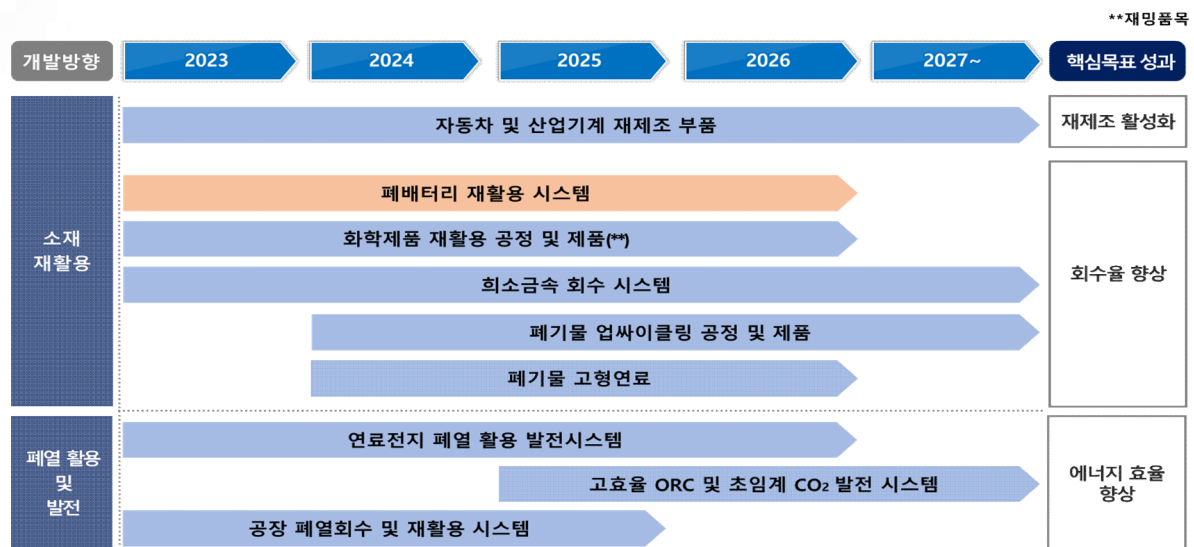 **재밍품목
개발방향
2023
2024
2025
2026
2027~
핵심목표 성과
소재
재활용
자동차 및 산업기계 재제조 부품
재제조 활성화
폐배터리 재활용 시스템
화학제품 재활용 공정 및 제품(**)
희소금속 회수 시스템
폐기물 업싸이클링 공정 및 제품
폐기물 고형연료
회수율 향상
폐열 활용
및
발전
연료전지 폐열 활용 발전시스템
고효율 ORC 및 초임계 CO₂ 발전 시스템
공장 폐열회수 및 재활용 시스템
에너지 효율
향상